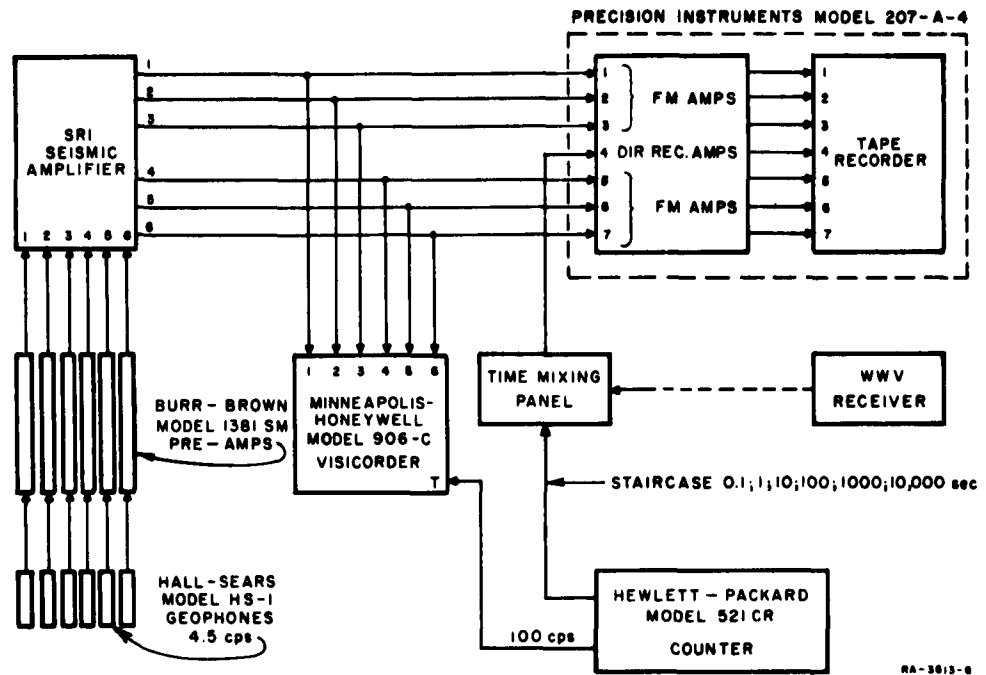 PRECISION INSTRUMENTS MODEL 207-A-4
SRI
SEISMIC
AMPLIFIER
1
2
3
4
5
6
1 2 3 4 5 6
1
2
3
4
5
6
7
FM AMPS
DIR REC. AMPS
FM AMPS
1
2
3
4
5
6
7
TAPE
RECORDER
1 2 3 4 5 6
MINNEAPOLIS-
HONEYWELL
MODEL 906-C
VISICORDER
T
TIME MIXING
PANEL
WWV
RECEIVER
BURR-BROWN
MODEL 1381 SM
PRE-AMPS
STAIRCASE 0.1;1;10;100;1000;10,000 sec
HALL-SEARS
MODEL HS-1
GEOPHONES
4.5 cps
100 cps
HEWLETT-PACKARD
MODEL 521 CR
COUNTER
RA-3613-6